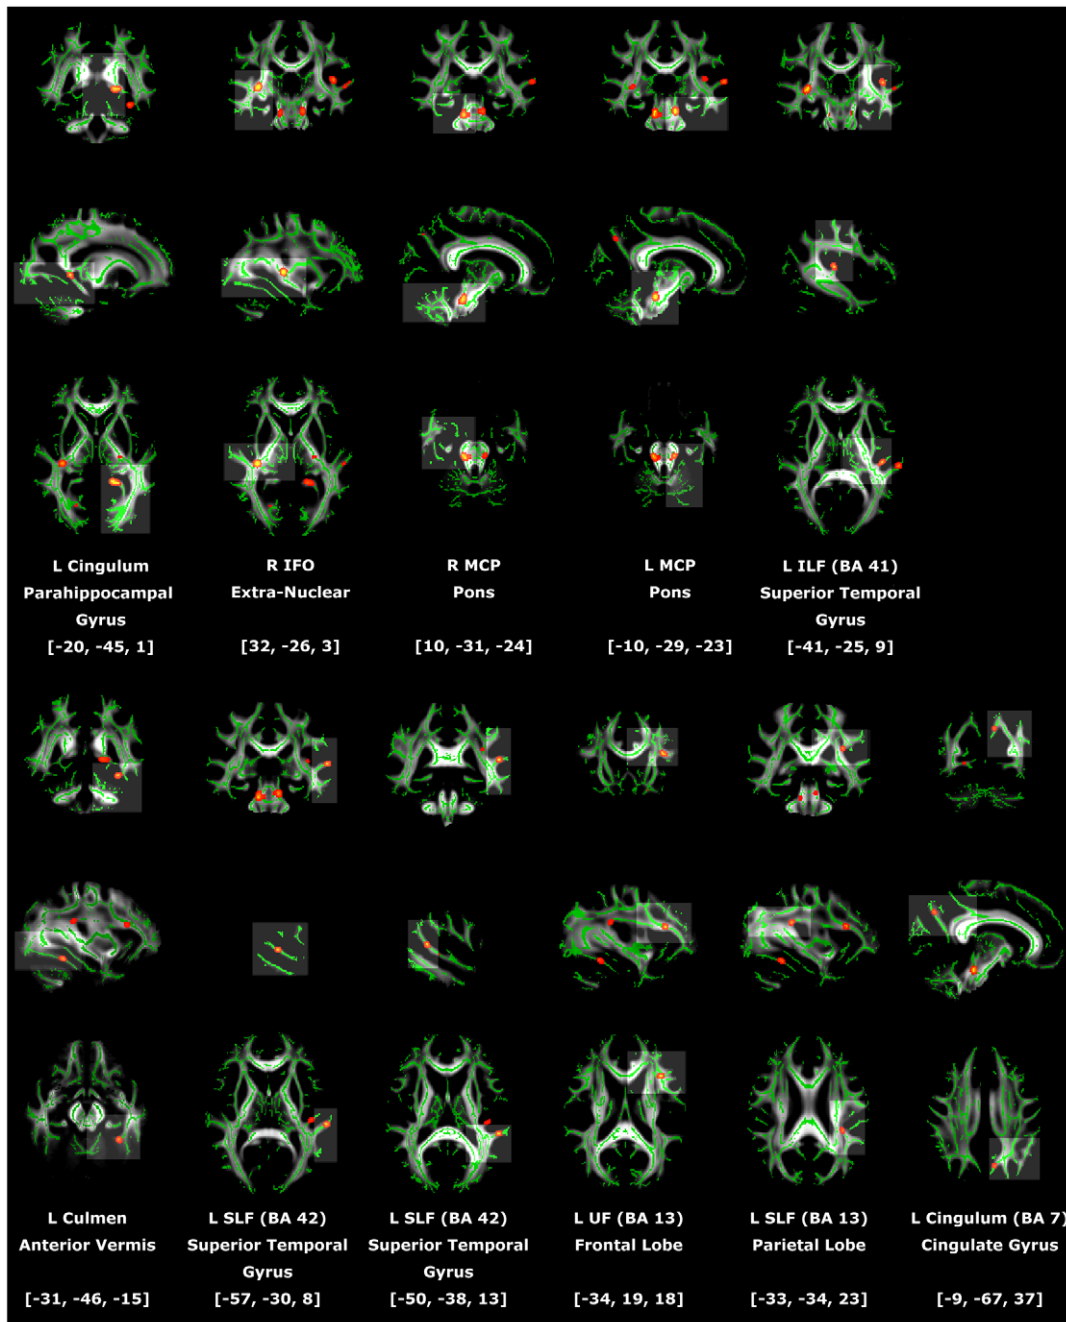 L Cingulum
Parahippocampal
Gyrus
[-20, -45, 1]
R IFO
Extra-Nuclear
[32, -26, 3]
R MCP
Pons
[10, -31, -24]
L MCP
Pons
[-10, -29, -23]
L ILF (BA 41)
Superior Temporal
Gyrus
[-41, -25, 9]
L Culmen
Anterior Vermis
[-31, -46, -15]
L SLF (BA 42)
Superior Temporal
Gyrus
[-57, -30, 8]
L SLF (BA 42)
Superior Temporal
Gyrus
[-50, -38, 13]
L UF (BA 13)
Frontal Lobe
[-34, 19, 18]
L SLF (BA 13)
Parietal Lobe
[-33, -34, 23]
L Cingulum (BA 7)
Cingulate Gyrus
[-9, -67, 37]